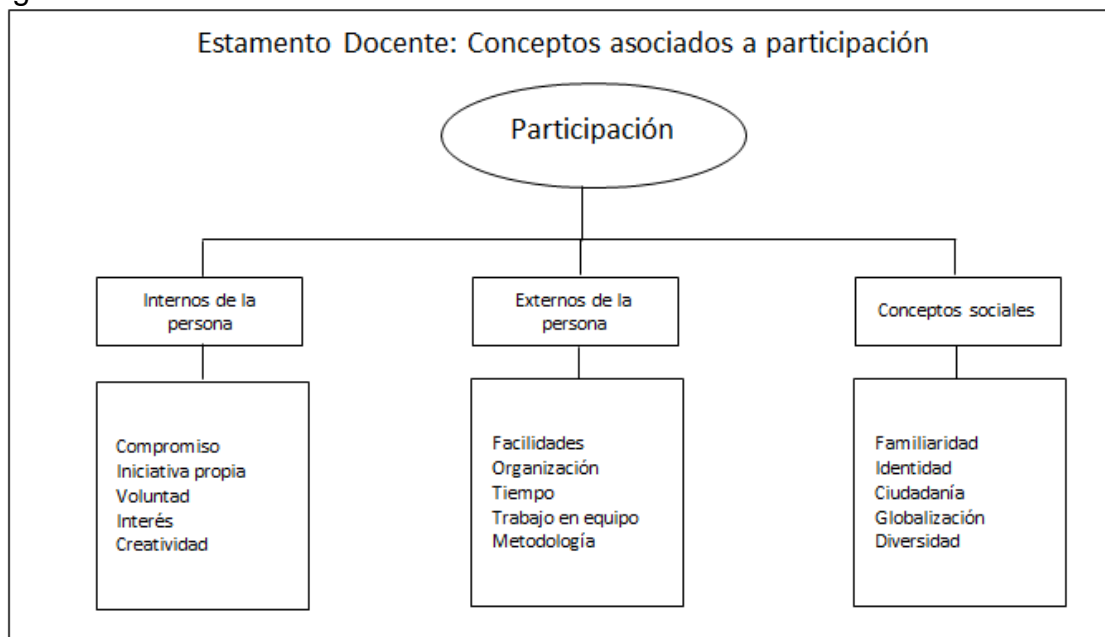 Estamento Docente: Conceptos asociados a participación
Participación
Internos de la
persona
Externos de la
persona
Conceptos sociales
Compromiso
Iniciativa propia
Voluntad
Interés
Creatividad
Facilidades
Organización
Tiempo
Trabajo en equipo
Metodología
Familiaridad
Identidad
Ciudadanía
Globalización
Diversidad